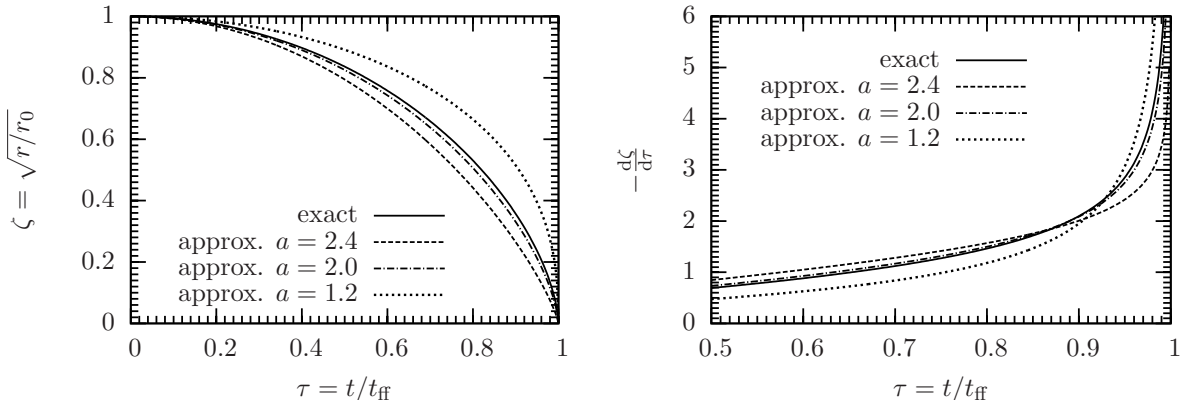 1
0.8
0.6
0.4
0.2
0
ζ = √r/r₀
exact
approx. a = 2.4
approx. a = 2.0
approx. a = 1.2
0 0.2 0.4 0.6 0.8 1
τ = t/t_ff
6
5
4
3
2
1
0
−dζ/dτ
exact
approx. a = 2.4
approx. a = 2.0
approx. a = 1.2
0.5 0.6 0.7 0.8 0.9 1
τ = t/t_ff